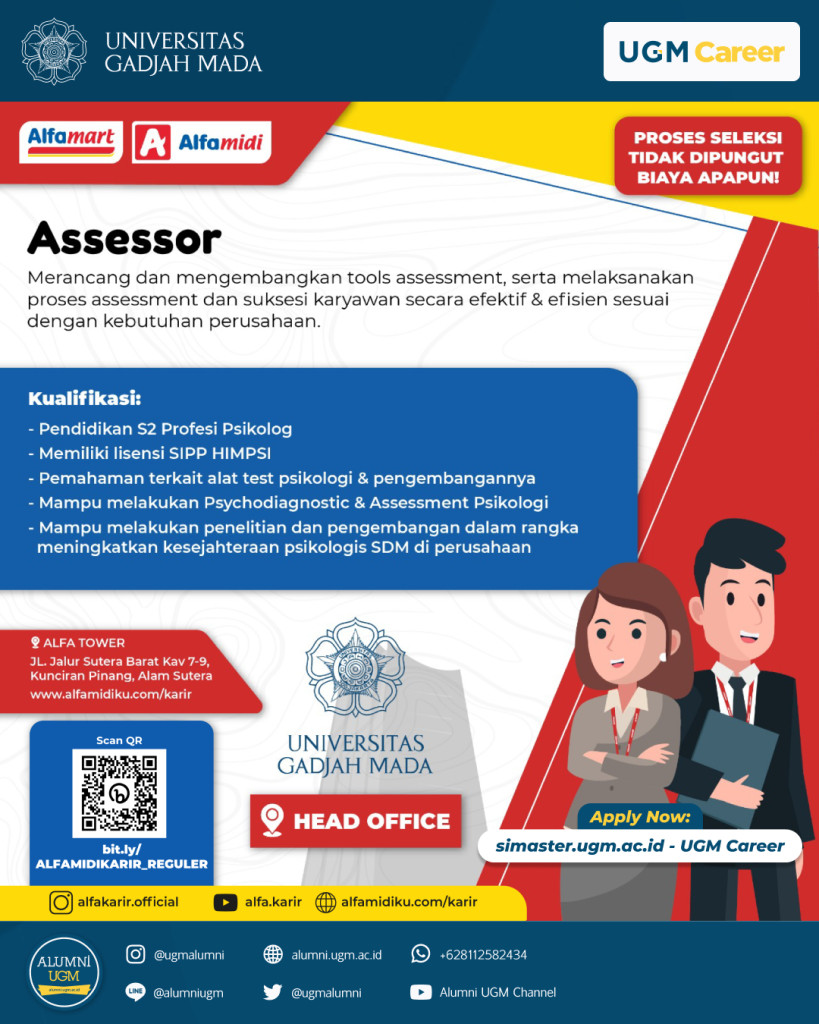 UNIVERSITAS
GADJAH MADA
UGM Career
Alfamart
Alfamidi
PROSES SELEKSI
TIDAK DIPUNGUT
BIAYA APAPUN!
Assessor
Merancang dan mengembangkan tools assessment, serta melaksanakan
proses assessment dan suksesi karyawan secara efektif & efisien sesuai
dengan kebutuhan perusahaan.
Kualifikasi:
- Pendidikan S2 Profesi Psikolog
- Memiliki lisensi SIPP HIMPSI
- Pemahaman terkait alat test psikologi & pengembangannya
- Mampu melakukan Psychodiagnostic & Assessment Psikologi
- Mampu melakukan penelitian dan pengembangan dalam rangka
meningkatkan kesejahteraan psikologis SDM di perusahaan
ALFA TOWER
JL. Jalur Sutera Barat Kav 7-9,
Kunciran Pinang, Alam Sutera
www.alfamidiku.com/karir
Scan QR
bit.ly/
ALFAMIDIKARIR_REGULER
UNIVERSITAS
GADJAH MADA
HEAD OFFICE
Apply Now:
simaster.ugm.ac.id - UGM Career
alfakarir.official
alfa.karir
alfamidiku.com/karir
ALUMNI
UGM
alumni.ugm.ac.id
@ugmalumni
alumni.ugm.ac.id
+628112582434
LINE
@alumniugm
@ugmalumni
Alumni UGM Channel